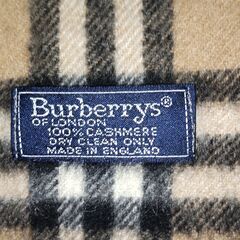 Burberrys®
OF LONDON
100% CASHMERE
DRY CLEAN ONLY
MADE IN ENGLAND